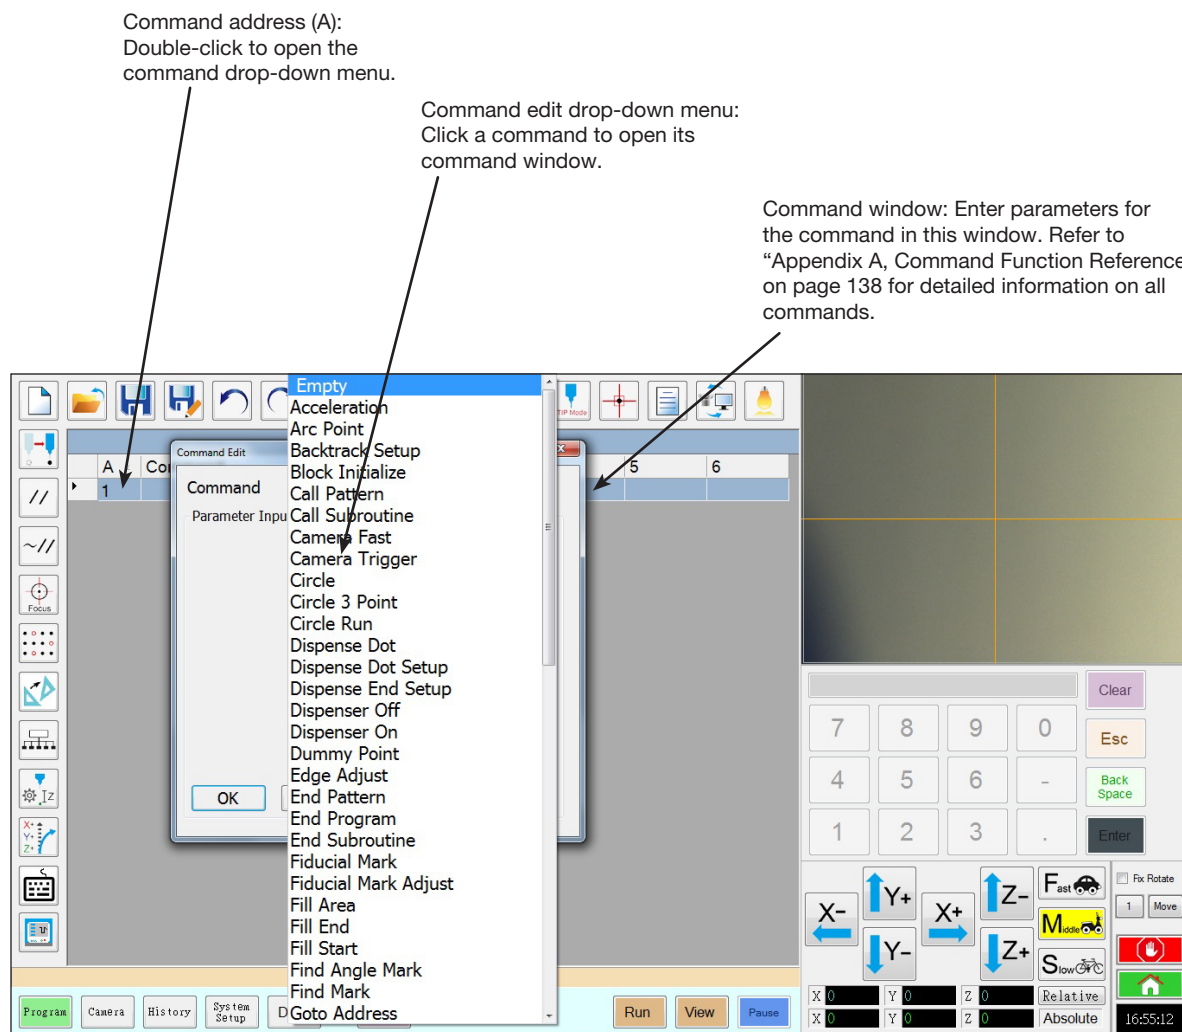 Command address (A):
Double-click to open the
command drop-down menu.
Command edit drop-down menu:
Click a command to open its
command window.
Command window: Enter parameters for
the command in this window. Refer to
“Appendix A, Command Function Reference
on page 138 for detailed information on all
commands.
TIP Mode
A
5 6
1
Command Edit
Command
Parameter Inpu
OK
Empty
Acceleration
Arc Point
Backtrack Setup
Block Initialize
Call Pattern
Call Subroutine
Camera Fast
Camera Trigger
Circle
Circle 3 Point
Circle Run
Dispense Dot
Dispense Dot Setup
Dispense End Setup
Dispenser Off
Dispenser On
Dummy Point
Edge Adjust
End Pattern
End Program
End Subroutine
Fiducial Mark
Fiducial Mark Adjust
Fill Area
Fill End
Fill Start
Find Angle Mark
Find Mark
Goto Address
//
~//
Focus
IZ
X+
Y+
Z+
Clear
7 8 9 0 Esc
4 5 6 - Back
Space
1 2 3 . Enter
X- Y+ X+ Z- Fast
Y- Z+ Middle
Slow
Fix Rotate
1 Move
X 0 Y 0 Z 0 Relative
X 0 Y 0 Z 0 Absolute
16:55:12
Program Camera History System
Setup D
Run View Pause